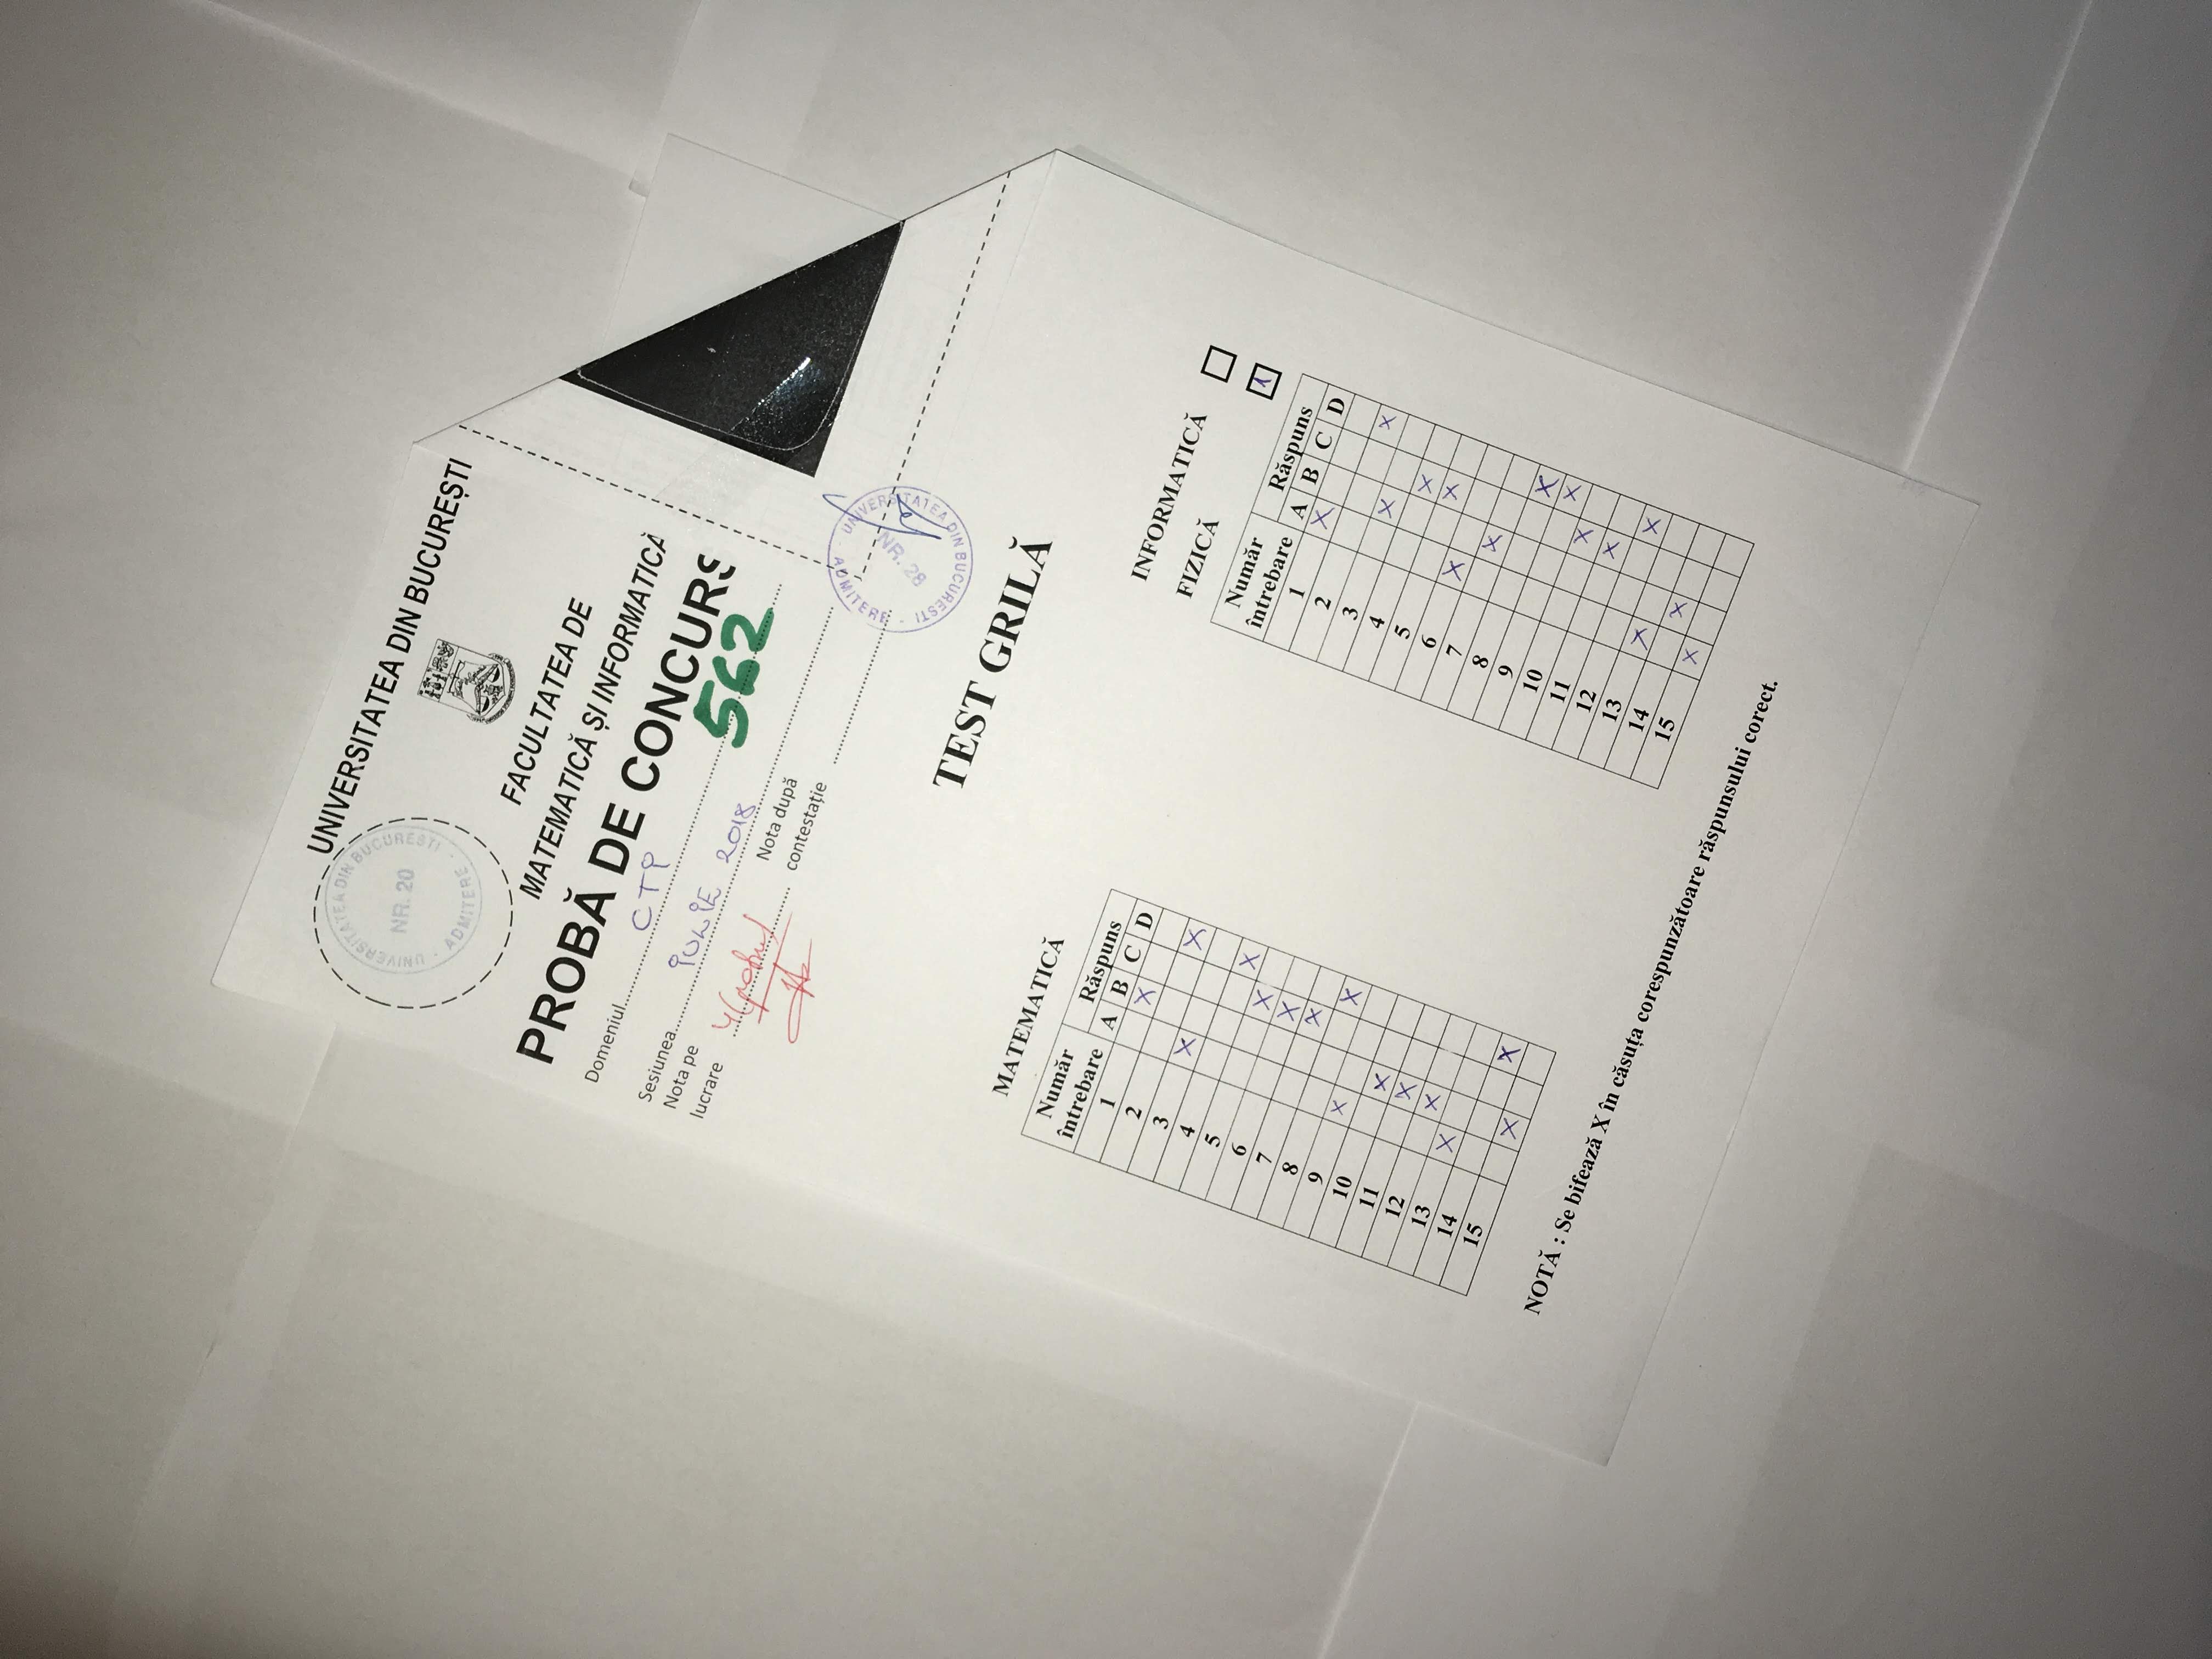 UNIVERSITATEA DIN BUCUREȘTI
UNIVERSITATEA DIN BUCURESTI · ADMITERE ·
NR. 20
FACULTATEA DE
MATEMATICĂ ȘI INFORMATICĂ
PROBĂ DE CONCURS
Domeniul CTI
Sesiunea IULIE 2018
562
Nota pe lucrare 4 (patru)
Nota după contestație
UNIVERSITATEA DIN BUCURESTI · ADMITERE ·
NR. 28
TEST GRILĂ
MATEMATICĂ
Număr întrebare Răspuns
A B C D
1 X
2 X
3 X
4 X
5 X
6 X
7 X
8 X
9 X
10 X
11 X
12 X
13 X
14 X
15 X
INFORMATICĂ
FIZICĂ X
Număr întrebare Răspuns
A B C D
1 X
2 X
3 X
4 X
5 X
6 X
7 X
8 X
9 X
10 X
11 X
12 X
13 X
14 X
15 X
NOTĂ : Se bifează X în căsuța corespunzătoare răspunsului corect.